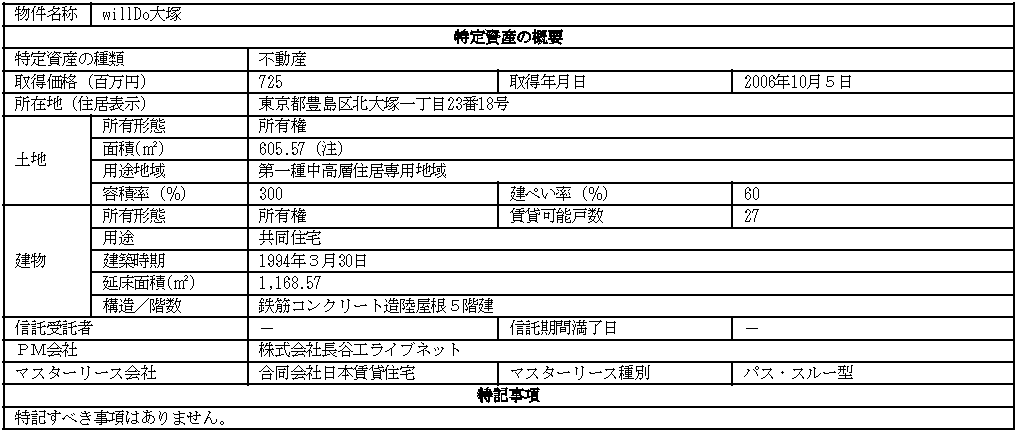 物件名称 willDo大塚
特定資産の概要
特定資産の種類 不動産
取得価格（百万円） 725 取得年月日 2006年10月５日
所在地（住居表示） 東京都豊島区北大塚一丁目23番18号
土地 所有形態 所有権
面積(㎡) 605.57（注）
用途地域 第一種中高層住居専用地域
容積率（%） 300 建ぺい率（%） 60
建物 所有形態 所有権 賃貸可能戸数 27
用途 共同住宅
建築時期 1994年３月30日
延床面積(㎡) 1,168.57
構造／階数 鉄筋コンクリート造陸屋根５階建
信託受託者 － 信託期間満了日 －
ＰＭ会社 株式会社長谷工ライブネット
マスターリース会社 合同会社日本賃貸住宅 マスターリース種別 パス・スルー型
特記事項
特記すべき事項はありません。